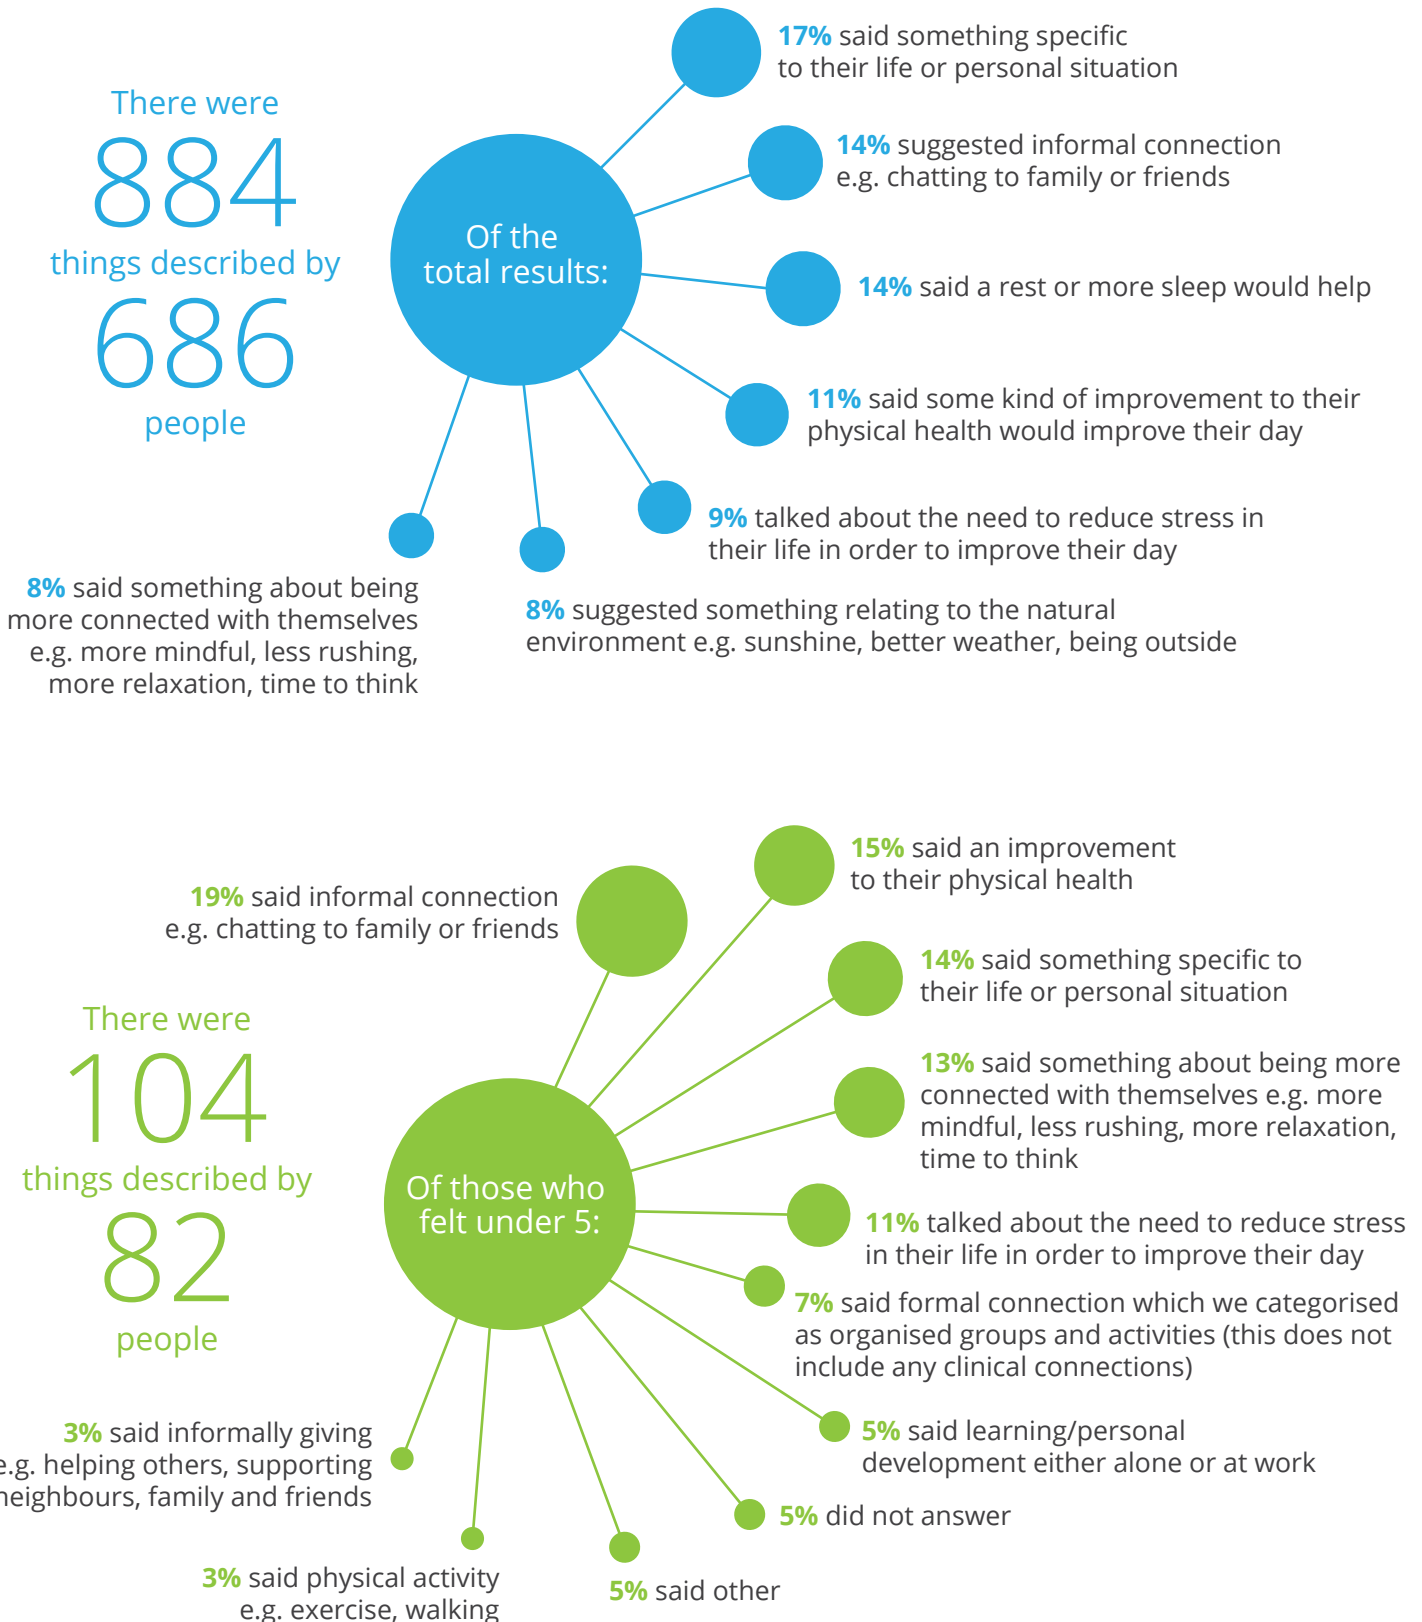 There were
884
things described by
686
people
Of the
total results:
17% said something specific
to their life or personal situation
14% suggested informal connection
e.g. chatting to family or friends
14% said a rest or more sleep would help
11% said some kind of improvement to their
physical health would improve their day
9% talked about the need to reduce stress in
their life in order to improve their day
8% suggested something relating to the natural
environment e.g. sunshine, better weather, being outside
8% said something about being
more connected with themselves
e.g. more mindful, less rushing,
more relaxation, time to think
There were
104
things described by
82
people
Of those who
felt under 5:
19% said informal connection
e.g. chatting to family or friends
15% said an improvement
to their physical health
14% said something specific to
their life or personal situation
13% said something about being more
connected with themselves e.g. more
mindful, less rushing, more relaxation,
time to think
11% talked about the need to reduce stress
in their life in order to improve their day
7% said formal connection which we categorised
as organised groups and activities (this does not
include any clinical connections)
5% said learning/personal
development either alone or at work
5% did not answer
5% said other
3% said physical activity
e.g. exercise, walking
3% said informally giving
e.g. helping others, supporting
neighbours, family and friends